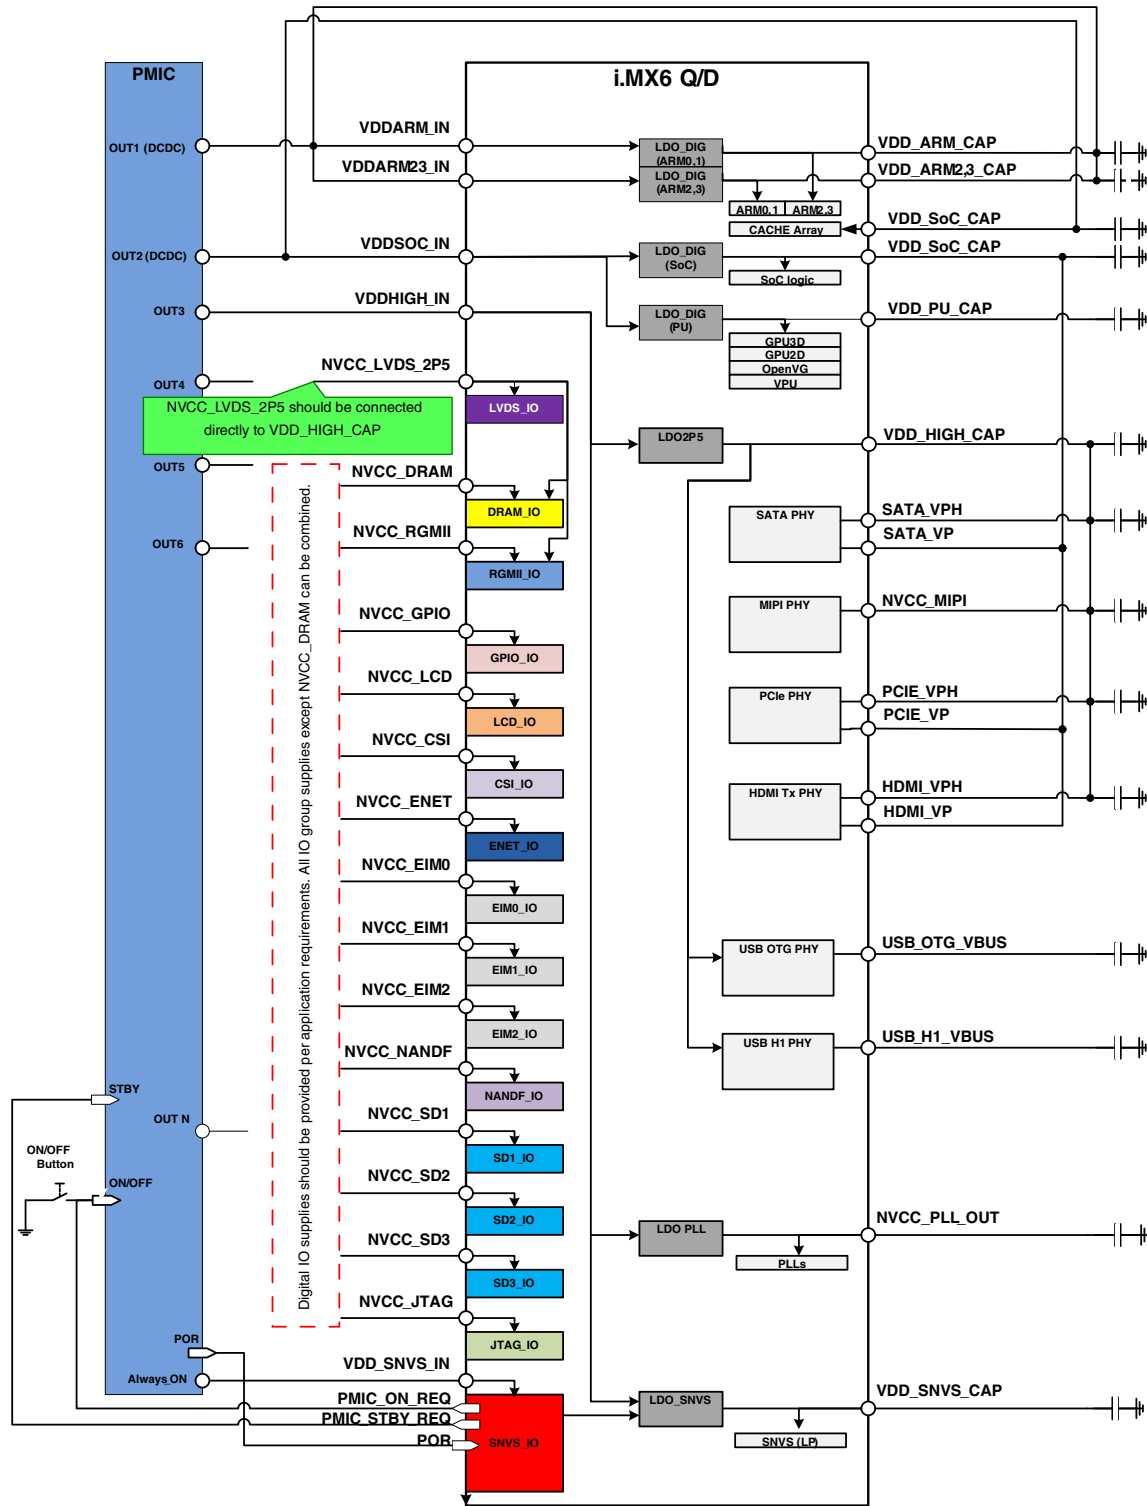 PMIC
i.MX6 Q/D
OUT1 (DCDC)
VDDARM_IN
VDDARM23_IN
LDO_DIG
(ARM0,1)
LDO_DIG
(ARM2,3)
VDD_ARM_CAP
VDD_ARM2,3_CAP
ARM0,1
ARM2,3
CACHE Array
VDD_SoC_CAP
OUT2 (DCDC)
VDDSOC_IN
LDO_DIG
(SoC)
VDD_SoC_CAP
SoC logic
OUT3
VDDHIGH_IN
LDO_DIG
(PU)
VDD_PU_CAP
GPU3D
GPU2D
OpenVG
VPU
OUT4
NVCC_LVDS_2P5
LVDS_IO
NVCC_LVDS_2P5 should be connected
directly to VDD_HIGH_CAP
LDO2P5
VDD_HIGH_CAP
OUT5
NVCC_DRAM
DRAM_IO
OUT6
NVCC_RGMII
RGMII_IO
SATA PHY
SATA_VPH
SATA_VP
Digital IO supplies should be provided per application requirements. All IO group supplies except NVCC_DRAM can be combined.
NVCC_GPIO
GPIO_IO
MIPI PHY
NVCC_MIPI
NVCC_LCD
LCD_IO
PCIe PHY
PCIE_VPH
PCIE_VP
NVCC_CSI
CSI_IO
HDMI Tx PHY
HDMI_VPH
HDMI_VP
NVCC_ENET
ENET_IO
NVCC_EIM0
EIM0_IO
NVCC_EIM1
EIM1_IO
USB OTG PHY
USB_OTG_VBUS
NVCC_EIM2
EIM2_IO
USB H1 PHY
USB_H1_VBUS
NVCC_NANDF
NANDF_IO
STBY
OUT N
NVCC_SD1
SD1_IO
ON/OFF
Button
ON/OFF
NVCC_SD2
SD2_IO
LDO PLL
NVCC_PLL_OUT
PLLs
NVCC_SD3
SD3_IO
NVCC_JTAG
JTAG_IO
POR
Always_ON
VDD_SNVS_IN
PMIC_ON_REQ
PMIC_STBY_REQ
POR
SNVS_IO
LDO_SNVS
VDD_SNVS_CAP
SNVS (LP)